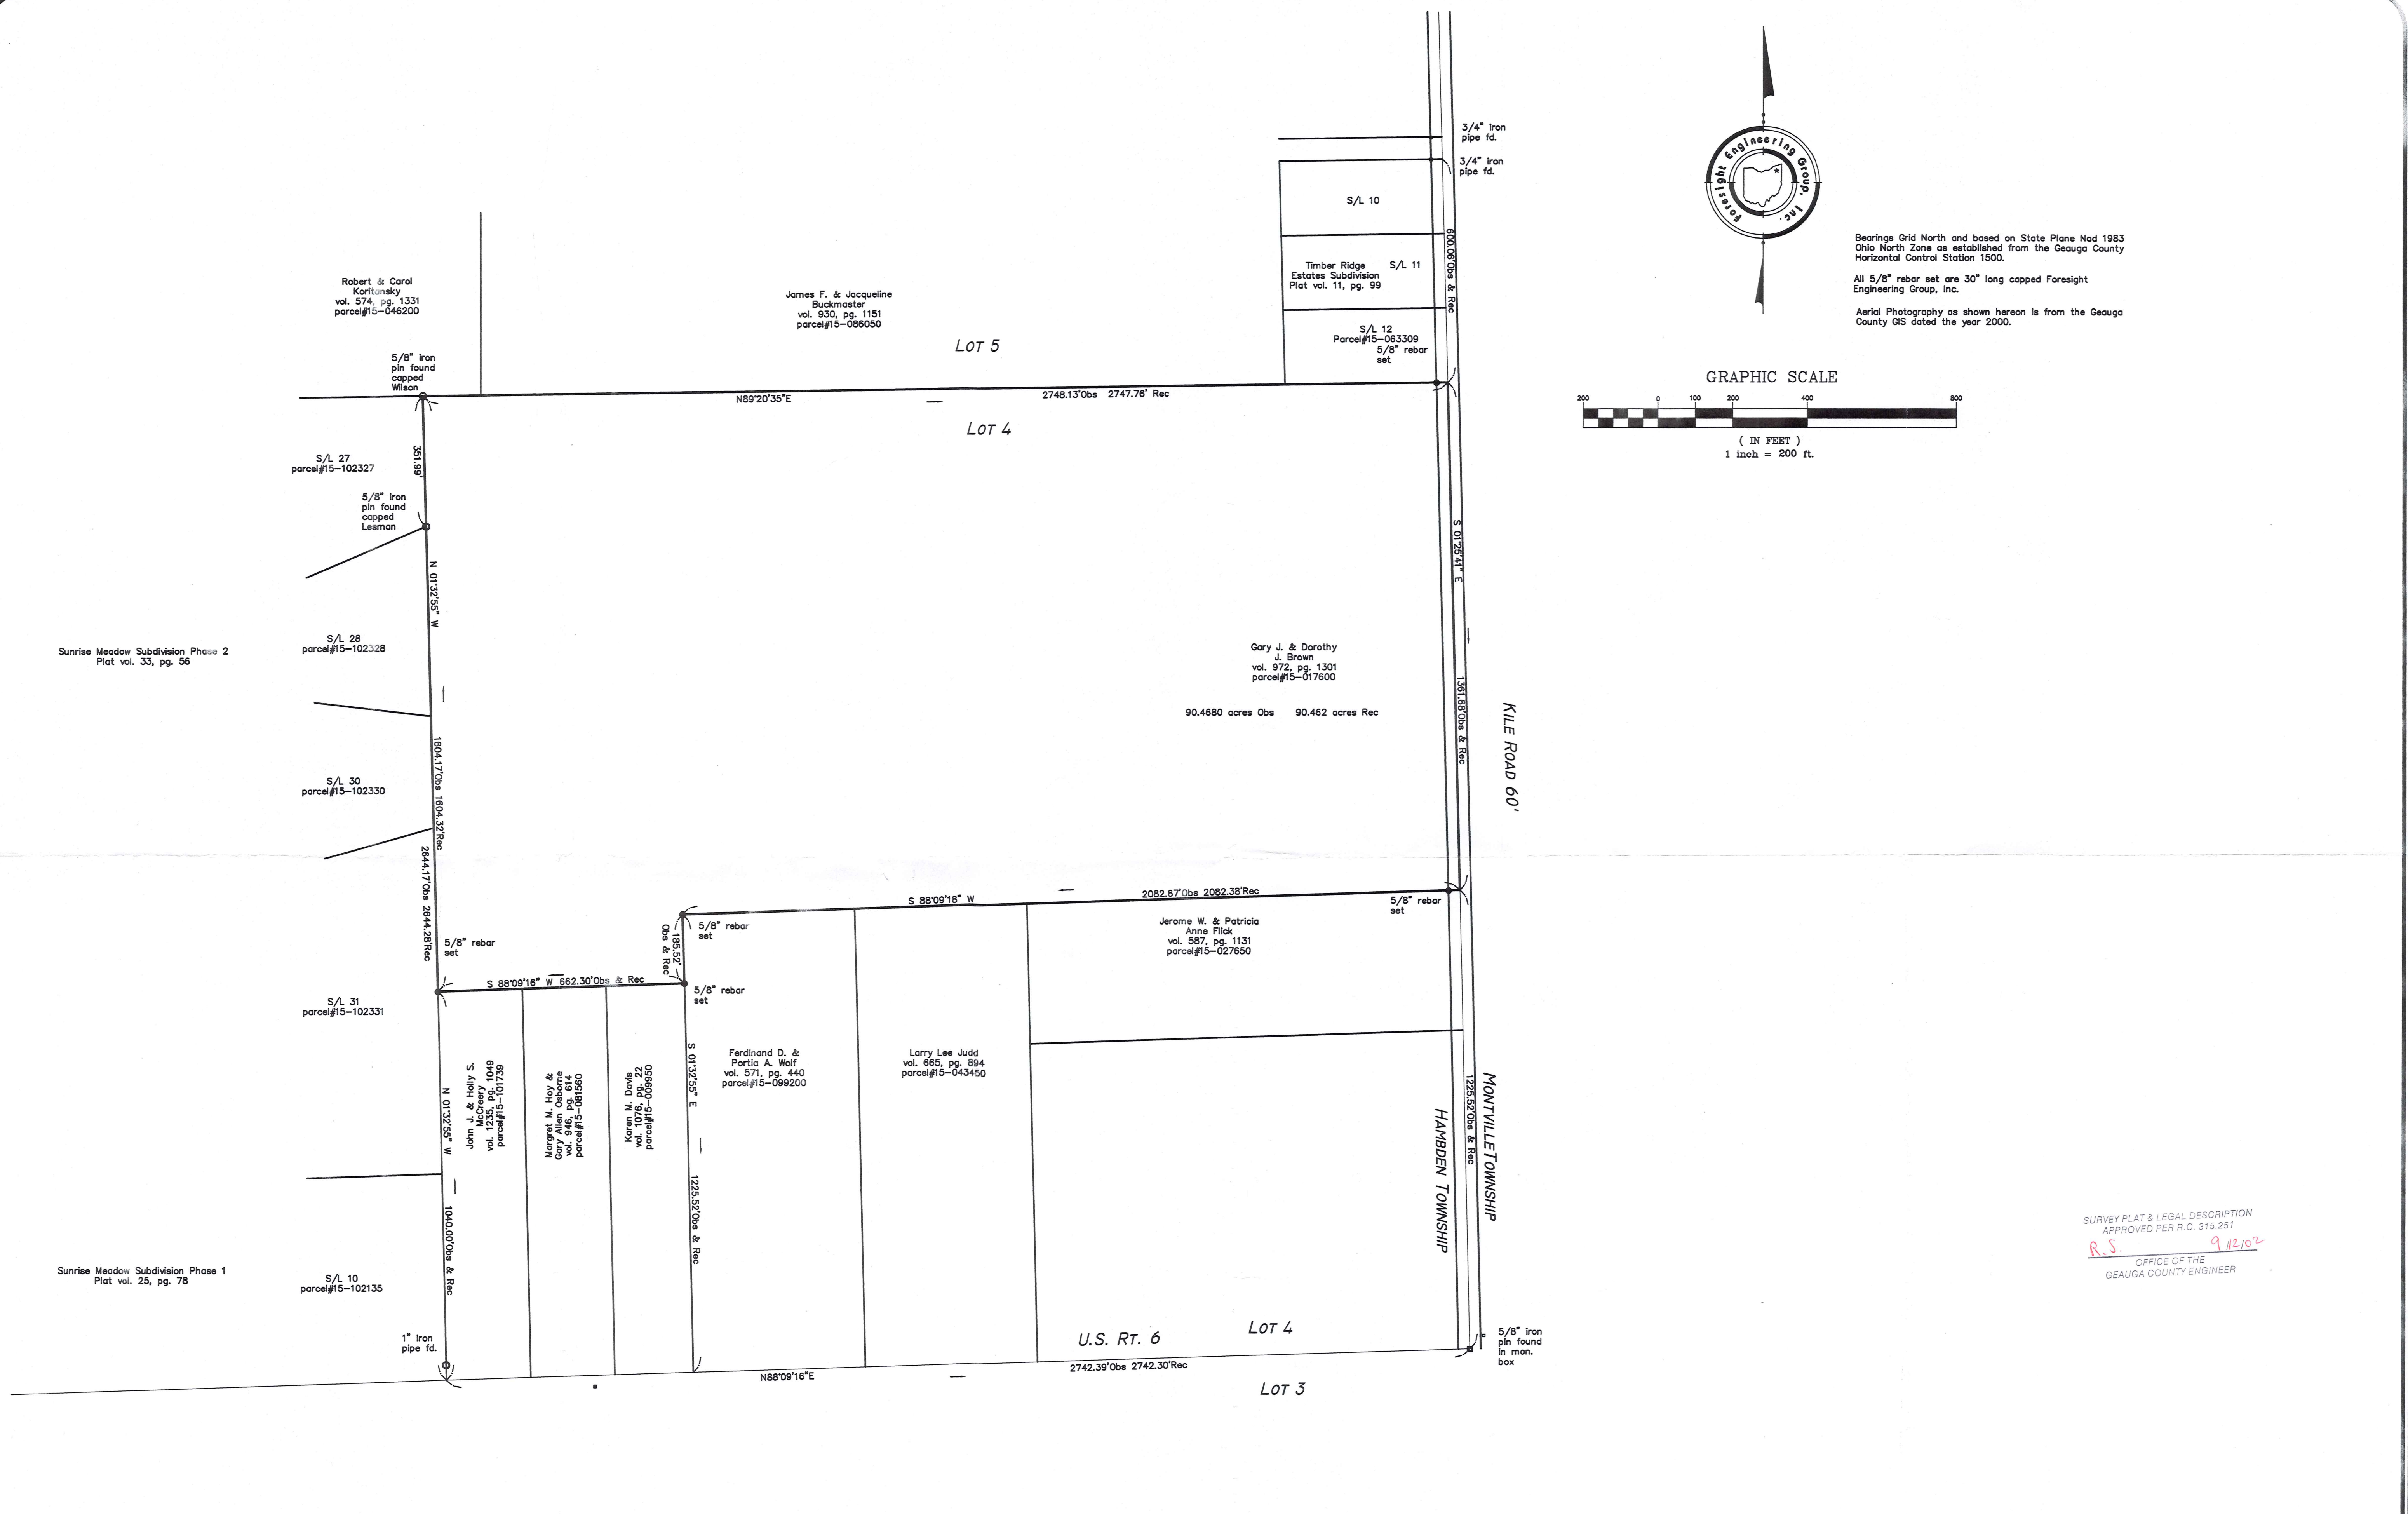 3/4" iron
pipe fd.
3/4" iron
pipe fd.
Foresight Engineering Group, Inc.
S/L 10
Timber Ridge
Estates Subdivision
Plat vol. 11, pg. 99
S/L 11
S/L 12
Parcel#15-063309
5/8" rebar
set
600.06'Obs & Rec
Bearings Grid North and based on State Plane Nad 1983
Ohio North Zone as established from the Geauga County
Horizontal Control Station 1500.
All 5/8" rebar set are 30" long capped Foresight
Engineering Group, Inc.
Aerial Photography as shown hereon is from the Geauga
County GIS dated the year 2000.
GRAPHIC SCALE
200 0 100 200 400 800
( IN FEET )
1 inch = 200 ft.
Robert & Carol
Koritansky
vol. 574, pg. 1331
parcel#15-046200
James F. & Jacqueline
Buckmaster
vol. 930, pg. 1151
parcel#15-086050
LOT 5
5/8" iron
pin found
capped
Wilson
N89°20'35"E
2748.13'Obs 2747.76' Rec
LOT 4
S/L 27
parcel#15-102327
351.99'
5/8" iron
pin found
capped
Lesman
N 01°32'55" W
S 01°25'41" E
Sunrise Meadow Subdivision Phase 2
Plat vol. 33, pg. 56
S/L 28
parcel#15-102328
Gary J. & Dorothy
J. Brown
vol. 972, pg. 1301
parcel#15-017600
90.4680 acres Obs 90.462 acres Rec
1361.68'Obs & Rec
KILE ROAD 60'
S/L 30
parcel#15-102330
1604.17'Obs 1604.32'Rec
2644.17'Obs 2644.28'Rec
S 88°09'18" W
2082.67'Obs 2082.38'Rec
5/8" rebar
set
5/8" rebar
set
185.52'
Obs & Rec
5/8" rebar
set
Jerome W. & Patricia
Anne Flick
vol. 587, pg. 1131
parcel#15-027650
S 88°09'16" W 662.30'Obs & Rec
5/8" rebar
set
S/L 31
parcel#15-102331
N 01°32'55" W
John J. & Holly S.
McCreery
vol. 1235, pg. 1049
parcel#15-101739
Margret M. Hoy &
Gary Allen Osborne
vol. 946, pg. 614
parcel#15-081560
Karen M. Davis
vol. 1076, pg. 22
parcel#15-009950
S 01°32'55" E
1225.52'Obs & Rec
Ferdinand D. &
Portia A. Wolf
vol. 571, pg. 440
parcel#15-099200
Larry Lee Judd
vol. 665, pg. 894
parcel#15-043450
HAMBDEN TOWNSHIP
1225.52'Obs & Rec
MONTVILLE TOWNSHIP
1040.00'Obs & Rec
Sunrise Meadow Subdivision Phase 1
Plat vol. 25, pg. 78
S/L 10
parcel#15-102135
1" iron
pipe fd.
U.S. RT. 6
LOT 4
N88°09'16"E
2742.39'Obs 2742.30'Rec
LOT 3
5/8" iron
pin found
in mon.
box
SURVEY PLAT & LEGAL DESCRIPTION
APPROVED PER R.C. 315.251
R.S. 9/12/02
OFFICE OF THE
GEAUGA COUNTY ENGINEER